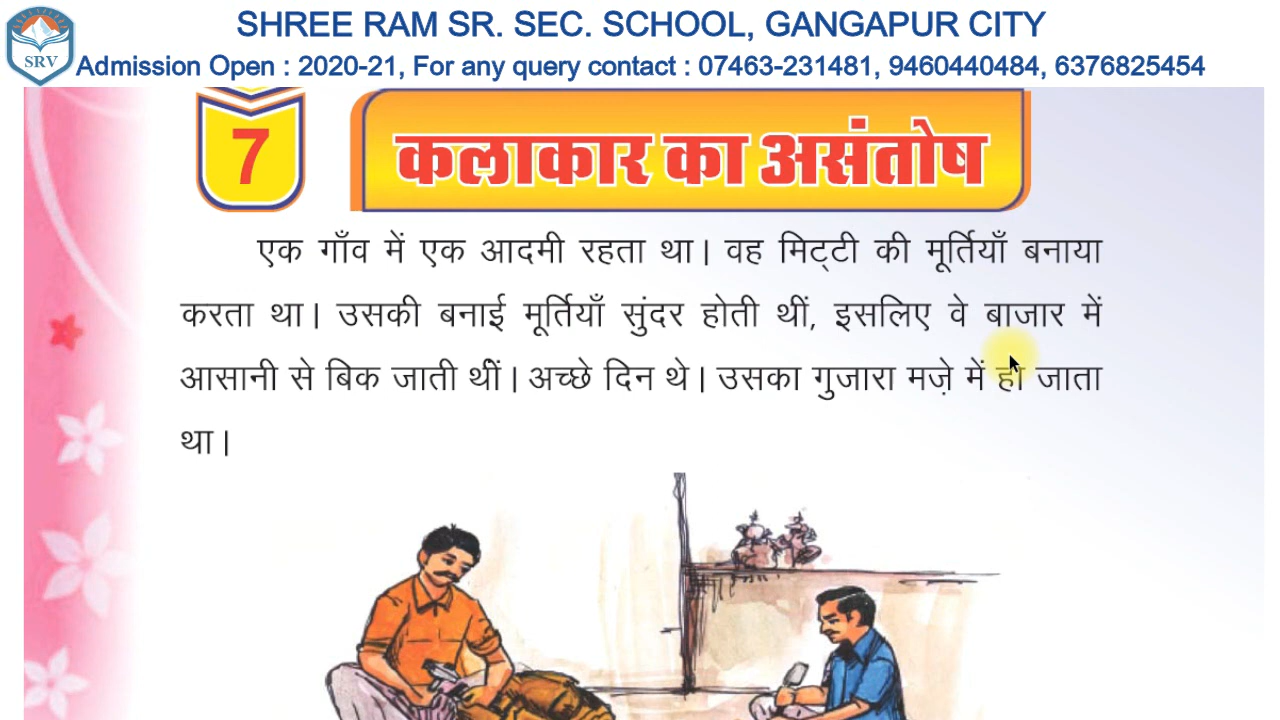 SHREE RAM SR. SEC. SCHOOL, GANGAPUR CITY
SRV
Admission Open : 2020-21, For any query contact : 07463-231481, 9460440484, 6376825454
7
कलाकार का असंतोष
एक गाँव में एक आदमी रहता था। वह मिट्टी की मूर्तियाँ बनाया
करता था। उसकी बनाई मूर्तियाँ सुंदर होती थीं, इसलिए वे बाजार में
आसानी से बिक जाती थीं। अच्छे दिन थे। उसका गुजारा मज़े में हो जाता
था।